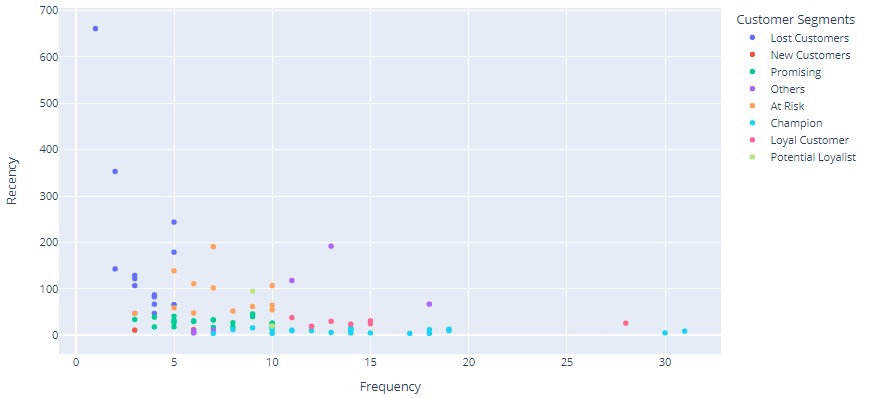 700
600
500
400
300
200
100
0
0 5 10 15 20 25 30
Frequency
Recency
Customer Segments
Lost Customers
New Customers
Promising
Others
At Risk
Champion
Loyal Customer
Potential Loyalist